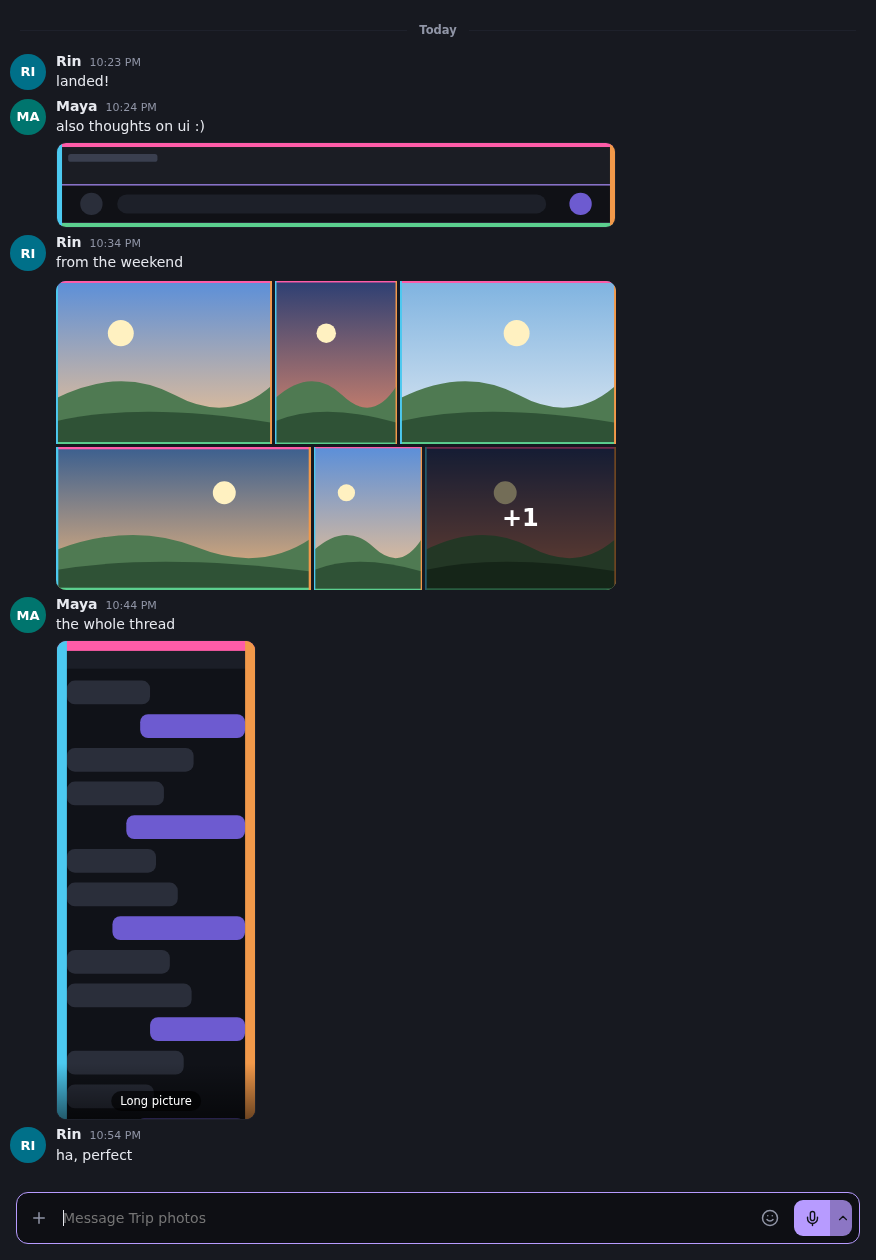 Today
RI
Rin 10:23 PM
landed!
MA
Maya 10:24 PM
also thoughts on ui :)
RI
Rin 10:34 PM
from the weekend
+1
MA
Maya 10:44 PM
the whole thread
Long picture
RI
Rin 10:54 PM
ha, perfect
Message Trip photos